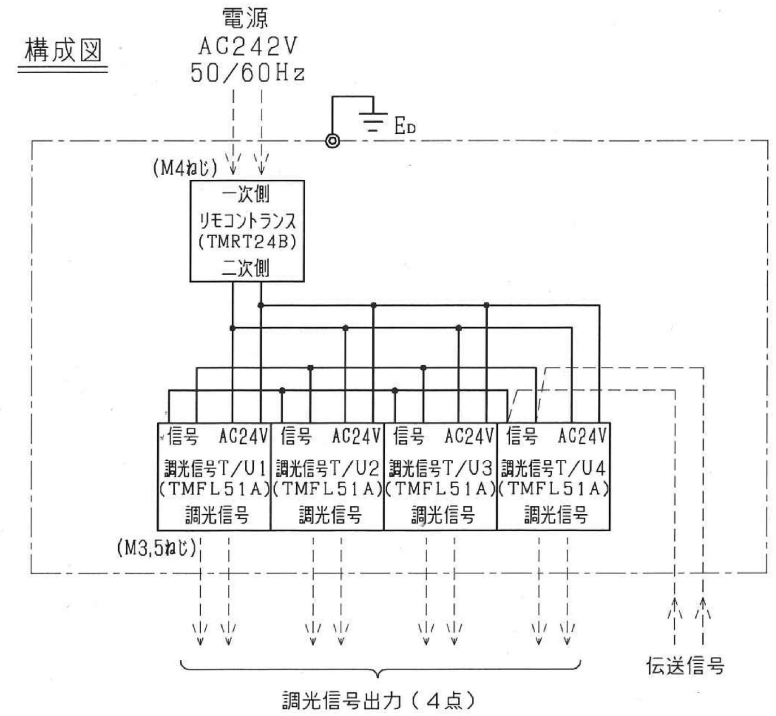 構成図
電源
AC242V
50/60Hz
ED
(M4ねじ)
一次側
リモコントランス
(TMRT24B)
二次側
信号 AC24V
調光信号T/U1
(TMFL51A)
調光信号
信号 AC24V
調光信号T/U2
(TMFL51A)
調光信号
信号 AC24V
調光信号T/U3
(TMFL51A)
調光信号
信号 AC24V
調光信号T/U4
(TMFL51A)
調光信号
(M3,5ねじ)
伝送信号
調光信号出力(4点)